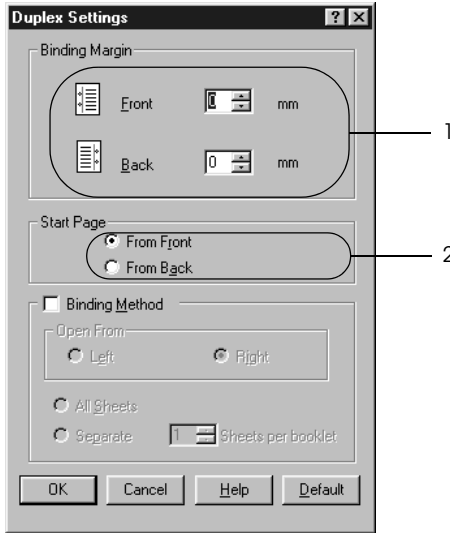 Duplex Settings ? X
Binding Margin
Front 0 mm
1
Back 0 mm
Start Page
From Front
2
From Back
Binding Method
Open From
Left Right
All Sheets
Separate 1 Sheets per booklet
OK Cancel Help Default